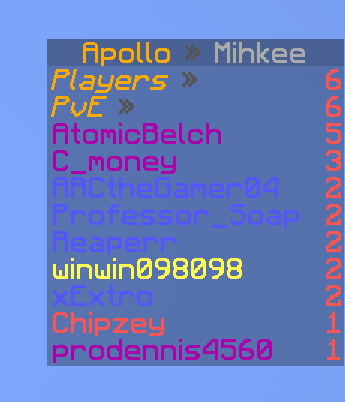 Apollo » Mihkee
Players » 6
PvE » 6
AtomicBelch 5
C_money 3
ARCtheGamer04 2
Professor_Soap 2
Reaperr 2
winwin098098 2
xExtro 2
Chipzey 1
prodennis4560 1